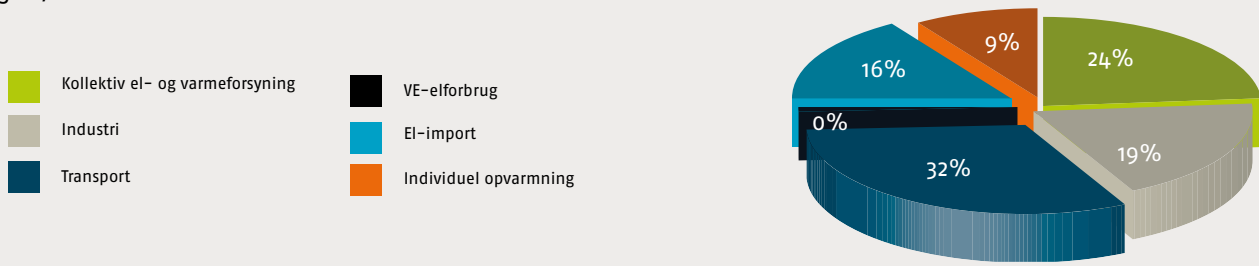 Kollektiv el- og varmeforsyning
Industri
Transport
VE-elforbrug
El-import
Individuel opvarmning
9%
24%
16%
0%
19%
32%